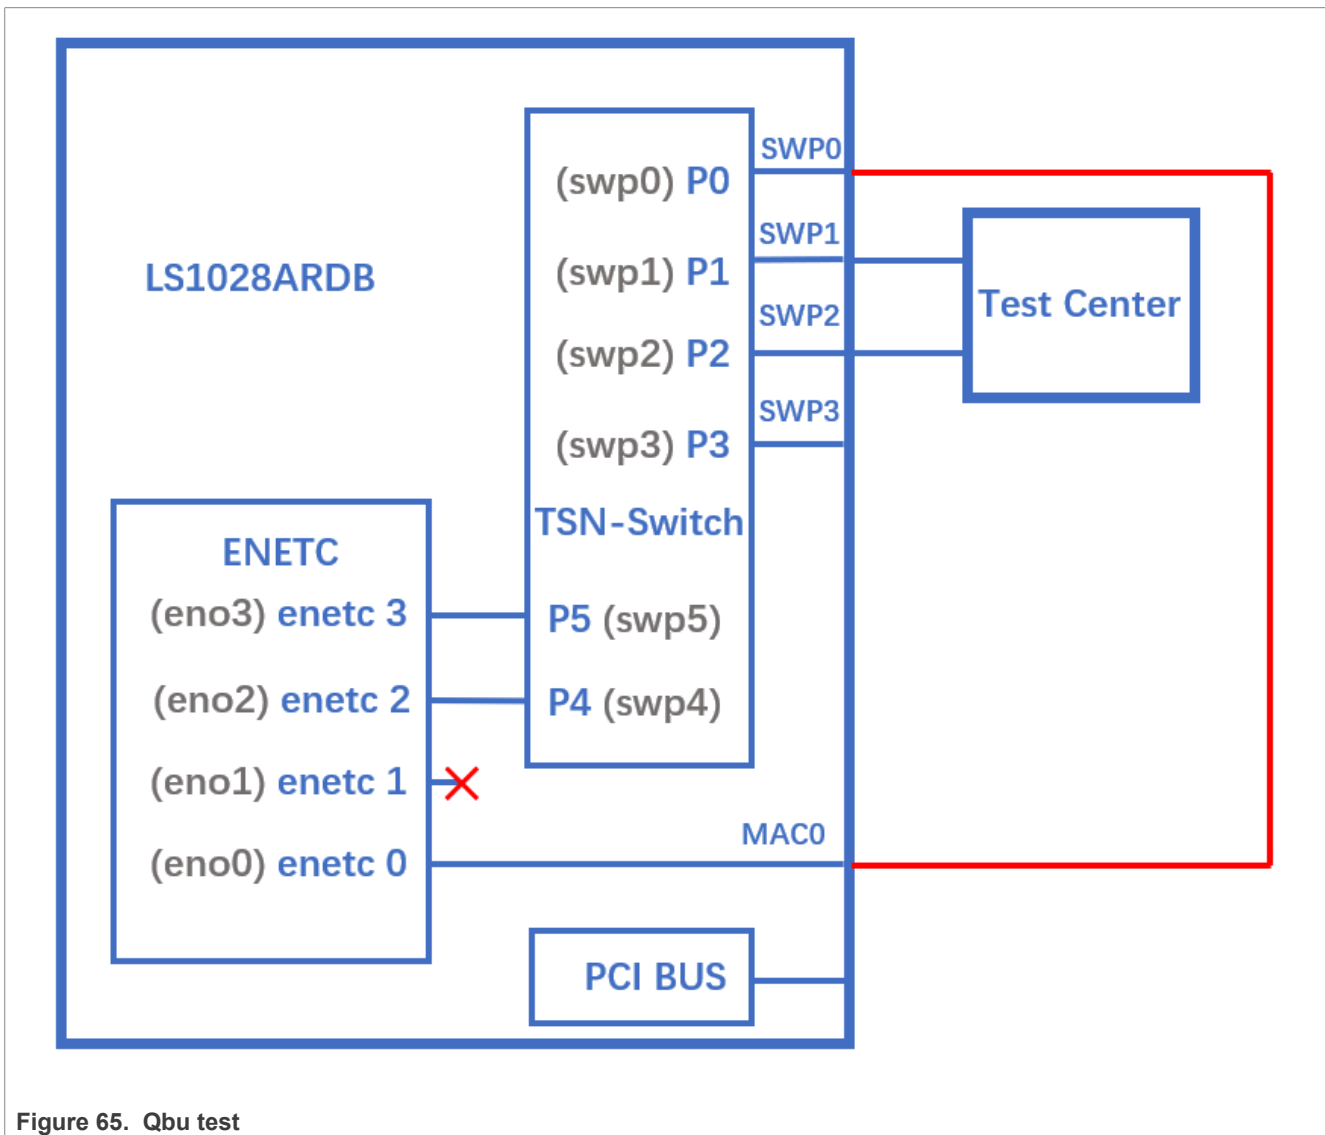 SWP0
(swp0) P0
SWP1
LS1028ARDB
(swp1) P1
Test Center
SWP2
(swp2) P2
SWP3
(swp3) P3
TSN-Switch
ENETC
(eno3) enetc 3
P5 (swp5)
(eno2) enetc 2
P4 (swp4)
(eno1) enetc 1
MAC0
(eno0) enetc 0
PCI BUS
Figure 65. Qbu test